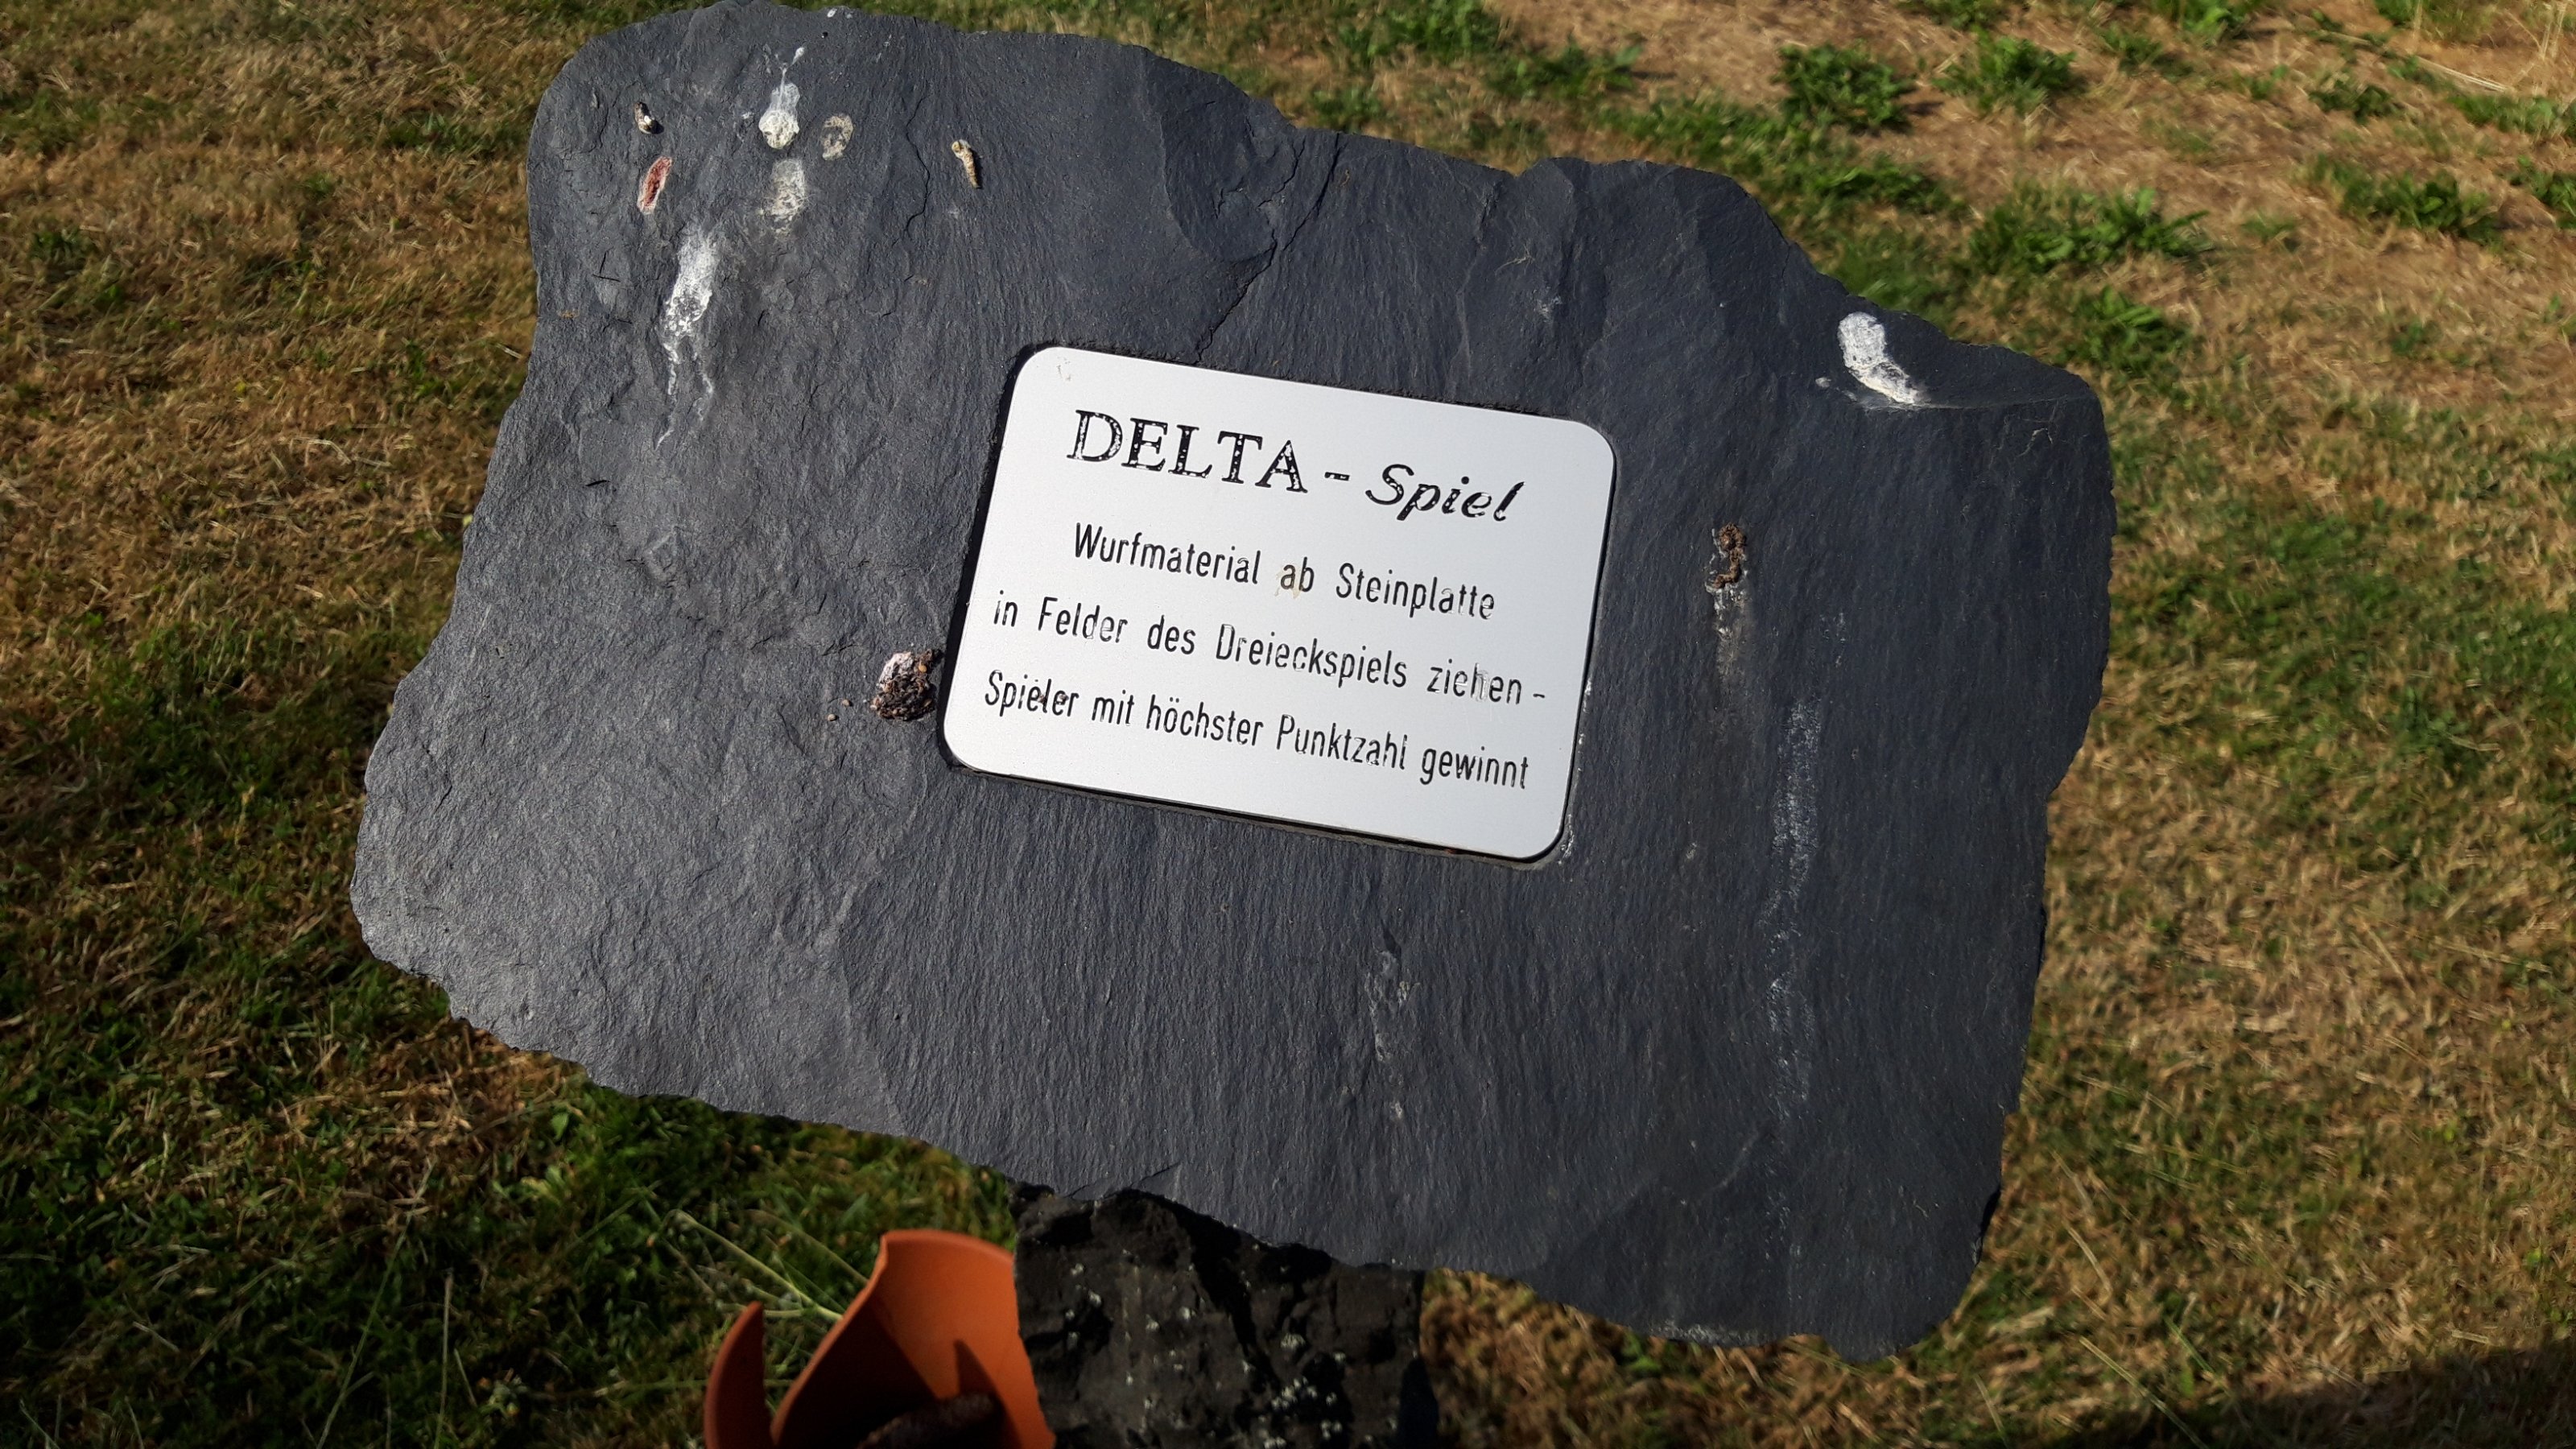 DELTA - Spiel
Wurfmaterial ab Steinplatte
in Felder des Dreieckspiels ziehen -
Spieler mit höchster Punktzahl gewinnt